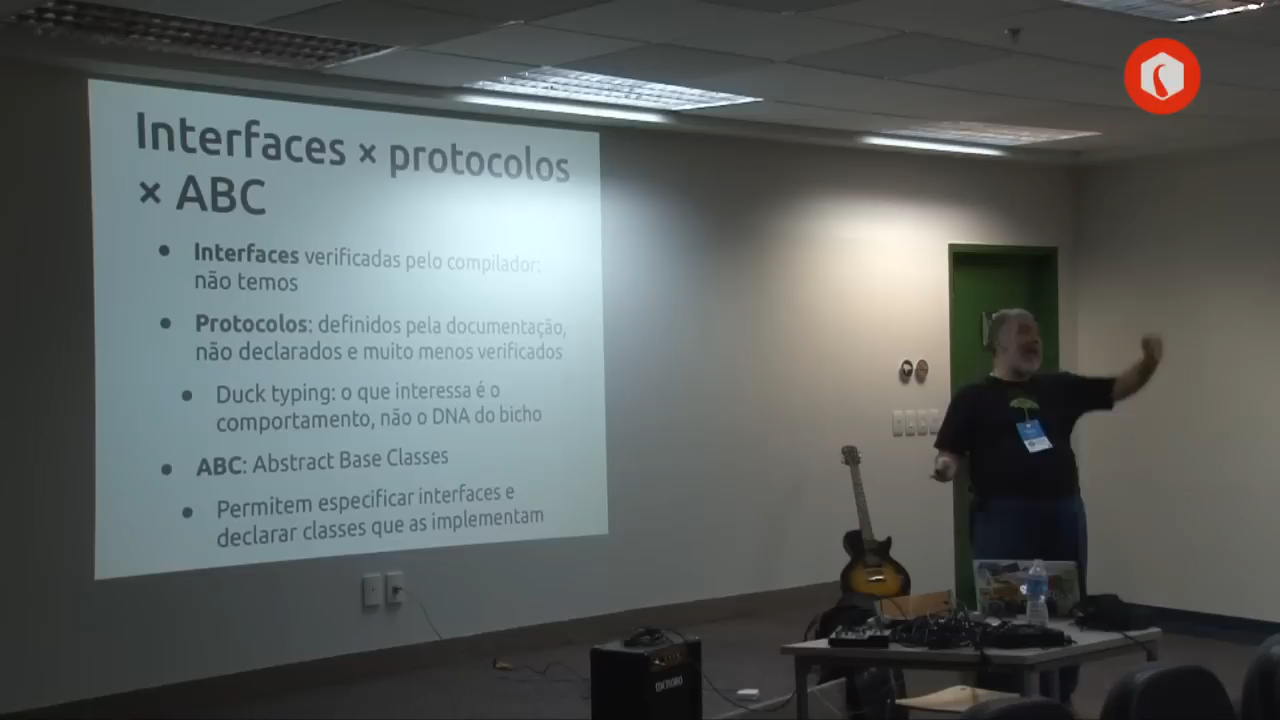 Interfaces × protocolos
× ABC
• Interfaces verificadas pelo compilador:
não temos
• Protocolos: definidos pela documentação,
não declarados e muito menos verificados
• Duck typing: o que interessa é o
comportamento, não o DNA do bicho
• ABC: Abstract Base Classes
• Permitem especificar interfaces e
declarar classes que as implementam